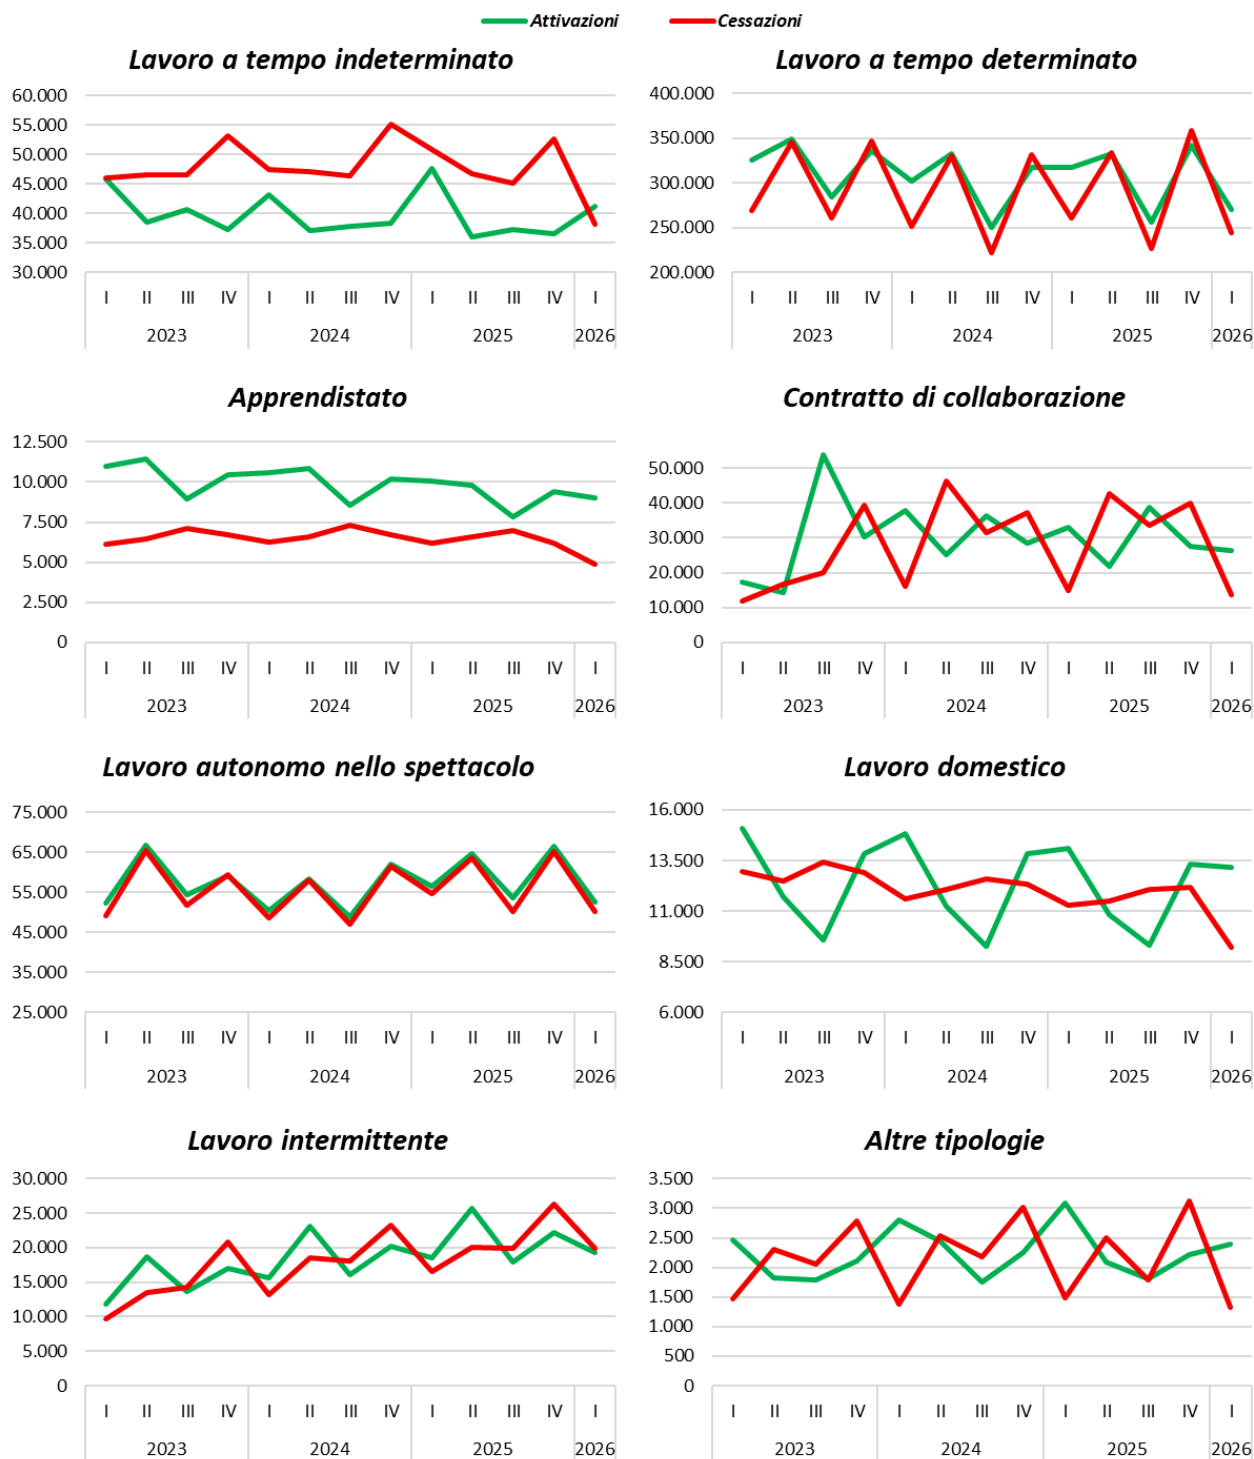 Attivazioni Cessazioni
Lavoro a tempo indeterminato
60.000
55.000
50.000
45.000
40.000
35.000
30.000
I II III IV I II III IV I II III IV I
2023 2024 2025 2026
Lavoro a tempo determinato
400.000
350.000
300.000
250.000
200.000
I II III IV I II III IV I II III IV I
2023 2024 2025 2026
Apprendistato
12.500
10.000
7.500
5.000
2.500
0
I II III IV I II III IV I II III IV I
2023 2024 2025 2026
Contratto di collaborazione
50.000
40.000
30.000
20.000
10.000
0
I II III IV I II III IV I II III IV I
2023 2024 2025 2026
Lavoro autonomo nello spettacolo
75.000
65.000
55.000
45.000
35.000
25.000
I II III IV I II III IV I II III IV I
2023 2024 2025 2026
Lavoro domestico
16.000
13.500
11.000
8.500
6.000
I II III IV I II III IV I II III IV I
2023 2024 2025 2026
Lavoro intermittente
30.000
25.000
20.000
15.000
10.000
5.000
0
I II III IV I II III IV I II III IV I
2023 2024 2025 2026
Altre tipologie
3.500
3.000
2.500
2.000
1.500
1.000
500
0
I II III IV I II III IV I II III IV I
2023 2024 2025 2026